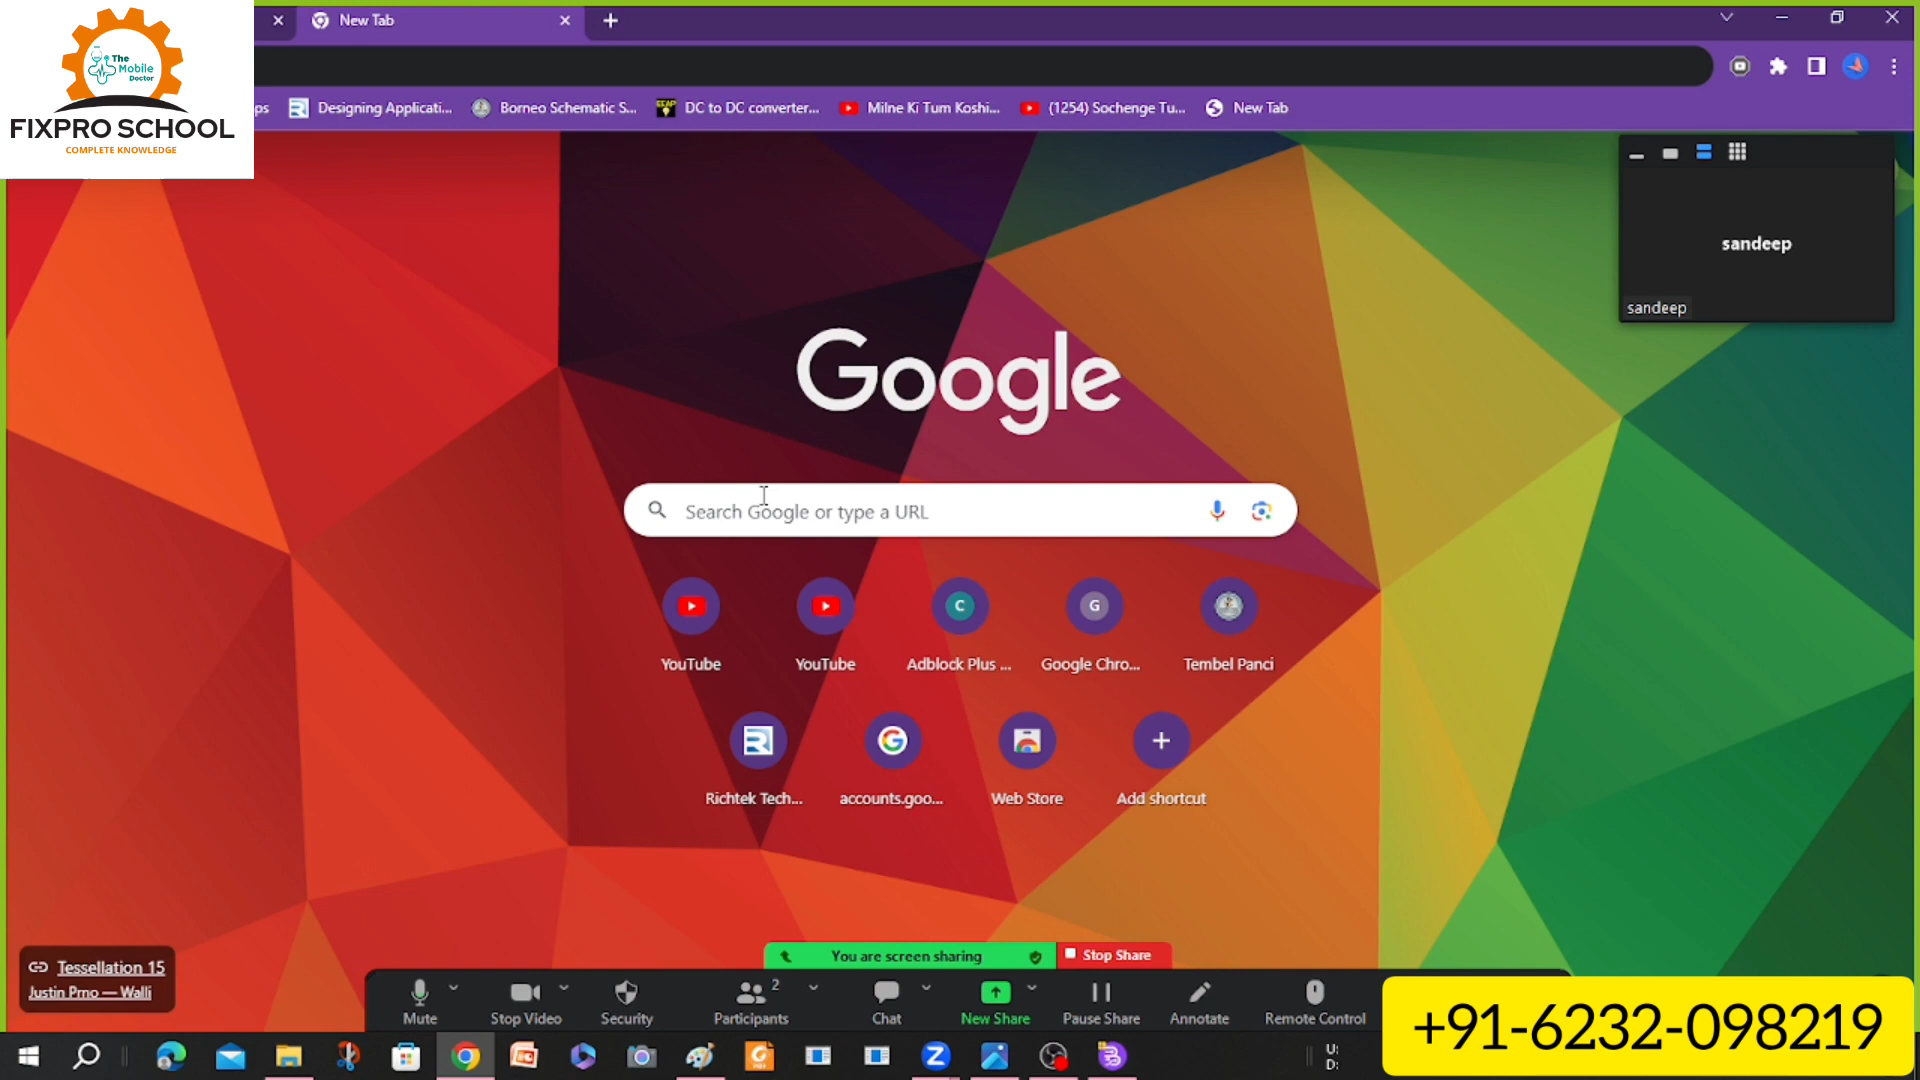 The
Mobile
Doctor
FIXPRO SCHOOL
COMPLETE KNOWLEDGE
New Tab
ps
Designing Applicati...
Borneo Schematic S...
DC to DC converter...
Milne Ki Tum Koshi...
(1254) Sochenge Tu...
New Tab
sandeep
sandeep
Google
Search Google or type a URL
YouTube
YouTube
C
Adblock Plus ...
G
Google Chro...
Tembel Panci
Richtek Tech...
accounts.goo...
Web Store
Add shortcut
Tessellation 15
Justin Prno — Walli
You are screen sharing
Stop Share
Mute
Stop Video
Security
2
Participants
Chat
New Share
Pause Share
Annotate
Remote Control
U:
D:
+91-6232-098219